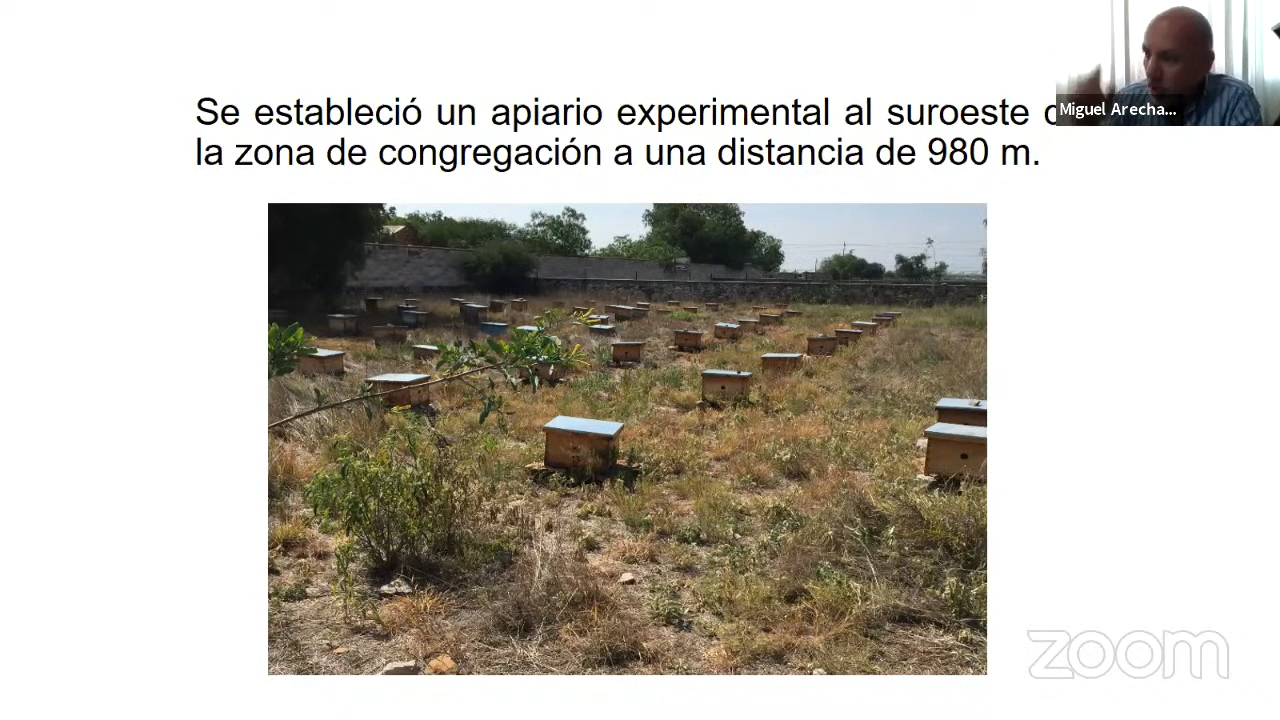 Se estableció un apiario experimental al suroeste
la zona de congregación a una distancia de 980 m.
Miguel Arecha...
zoom